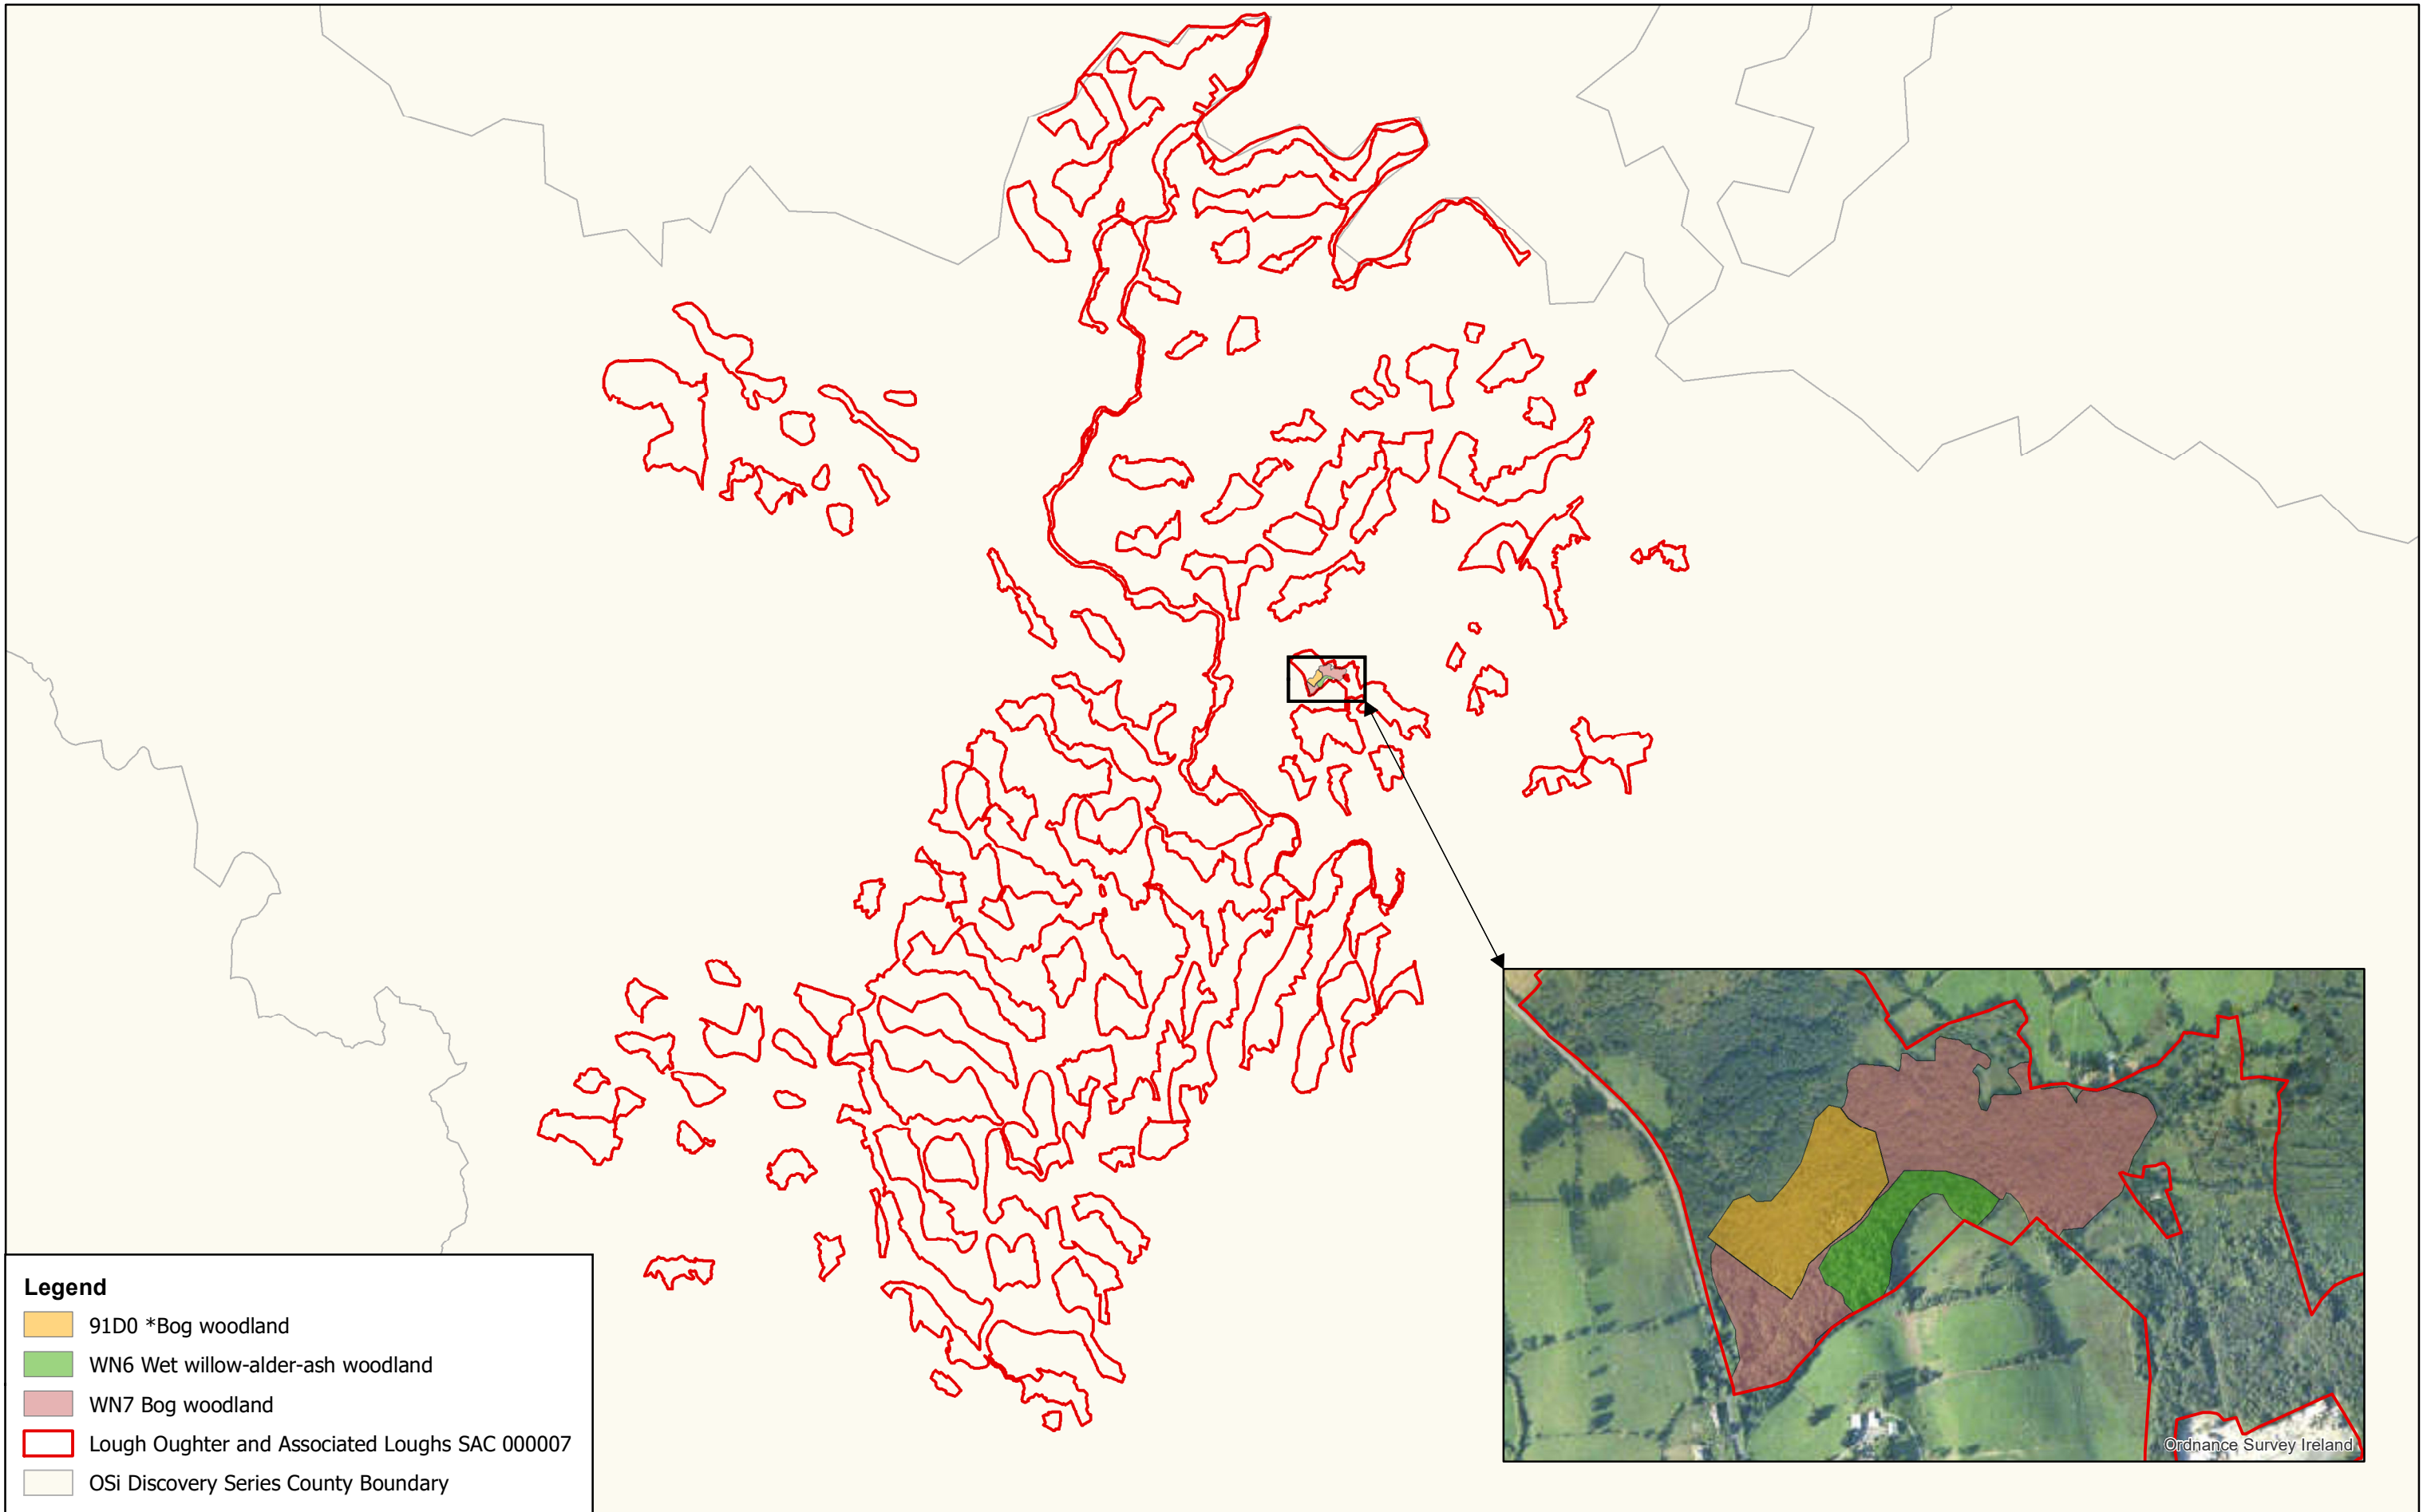 Legend
91D0 *Bog woodland
WN6 Wet willow-alder-ash woodland
WN7 Bog woodland
Lough Oughter and Associated Loughs SAC 000007
OSi Discovery Series County Boundary
Ordnance Survey Ireland